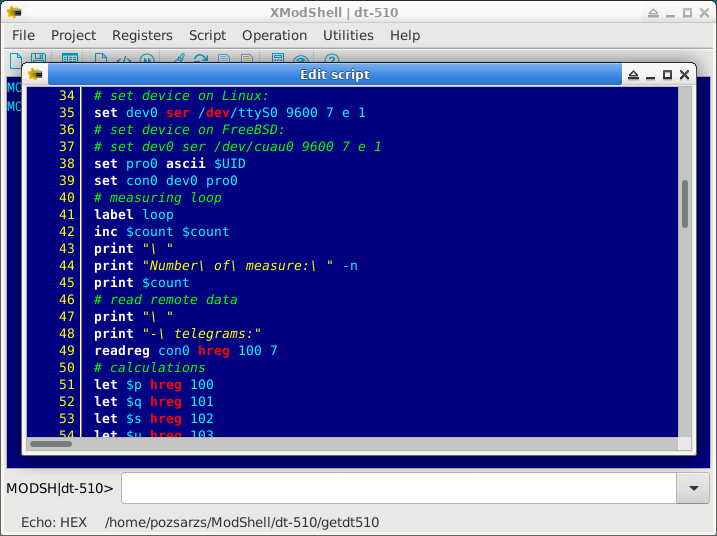 XModShell | dt-510
File Project Registers Script Operation Utilities Help
Edit script
34 # set device on Linux:
35 set dev0 ser /dev/ttyS0 9600 7 e 1
36 # set device on FreeBSD:
37 # set dev0 ser /dev/cuau0 9600 7 e 1
38 set pro0 ascii $UID
39 set con0 dev0 pro0
40 # measuring loop
41 label loop
42 inc $count $count
43 print "\ "
44 print "Number\ of\ measure:\ " -n
45 print $count
46 # read remote data
47 print "\ "
48 print "-\ telegrams:"
49 readreg con0 hreg 100 7
50 # calculations
51 let $p hreg 100
52 let $q hreg 101
53 let $s hreg 102
54 let $u hreg 103
MODSH|dt-510>
Echo: HEX /home/pozsarzs/ModShell/dt-510/getdt510